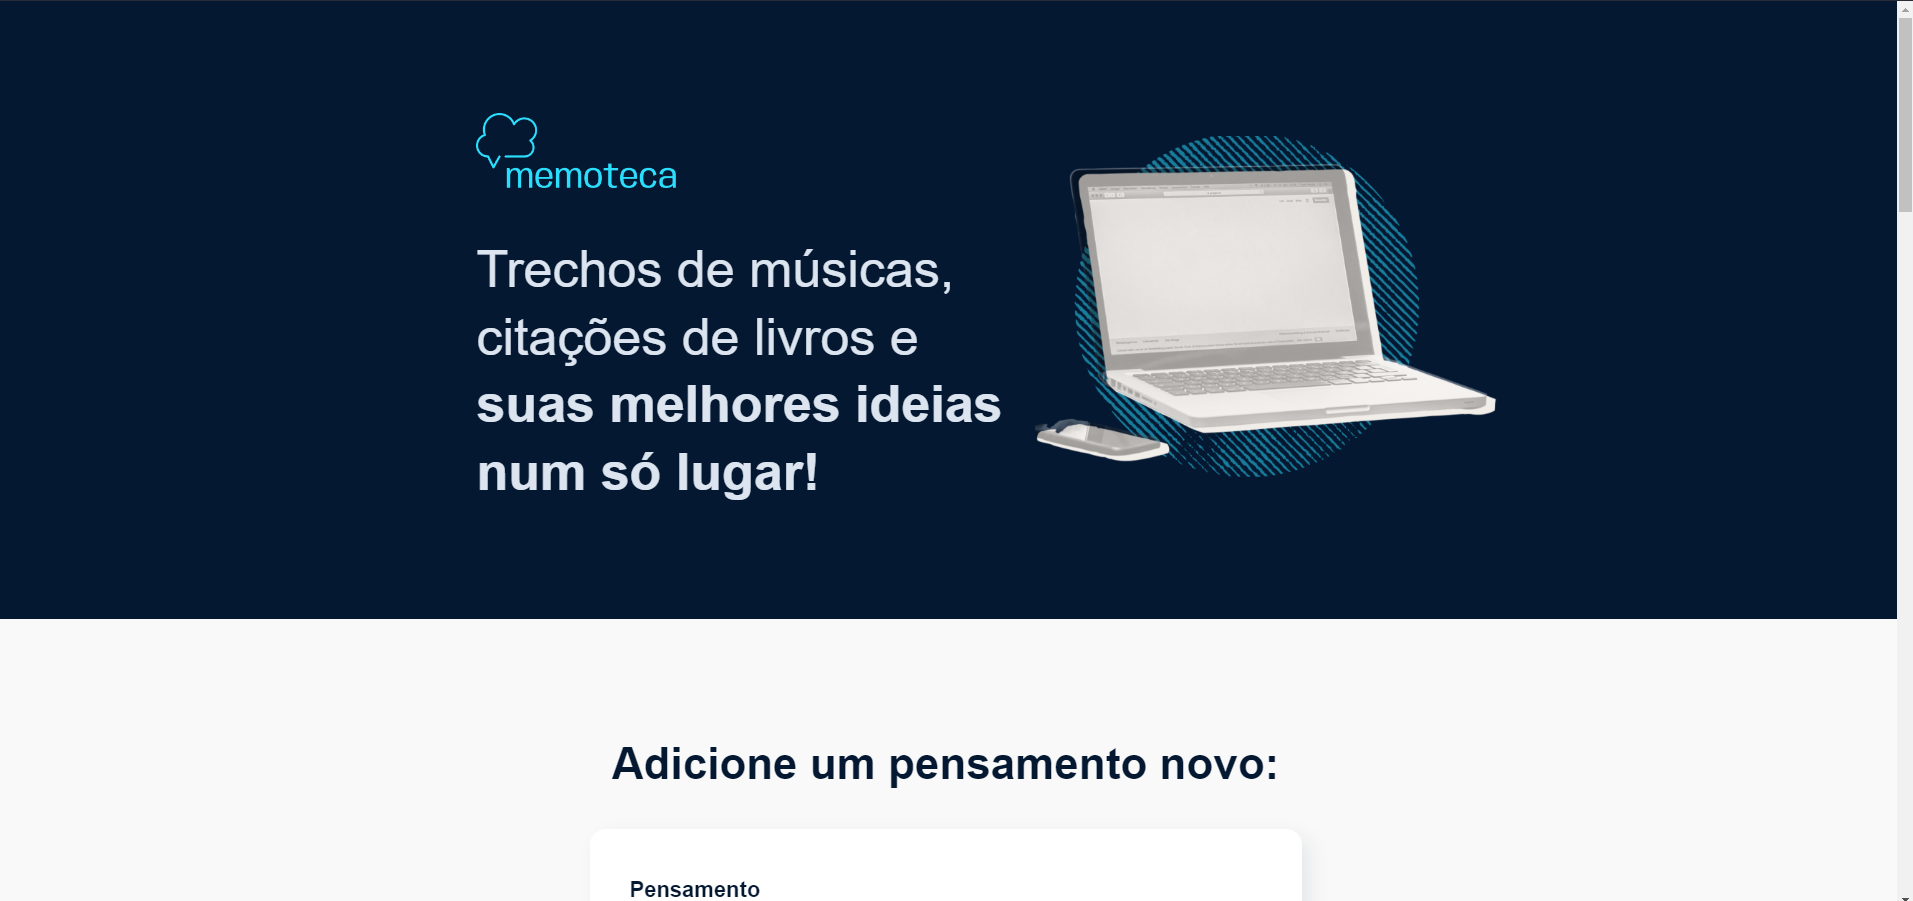 memoteca
Trechos de músicas,
citações de livros e
suas melhores ideias
num só lugar!
Adicione um pensamento novo:
Pensamento